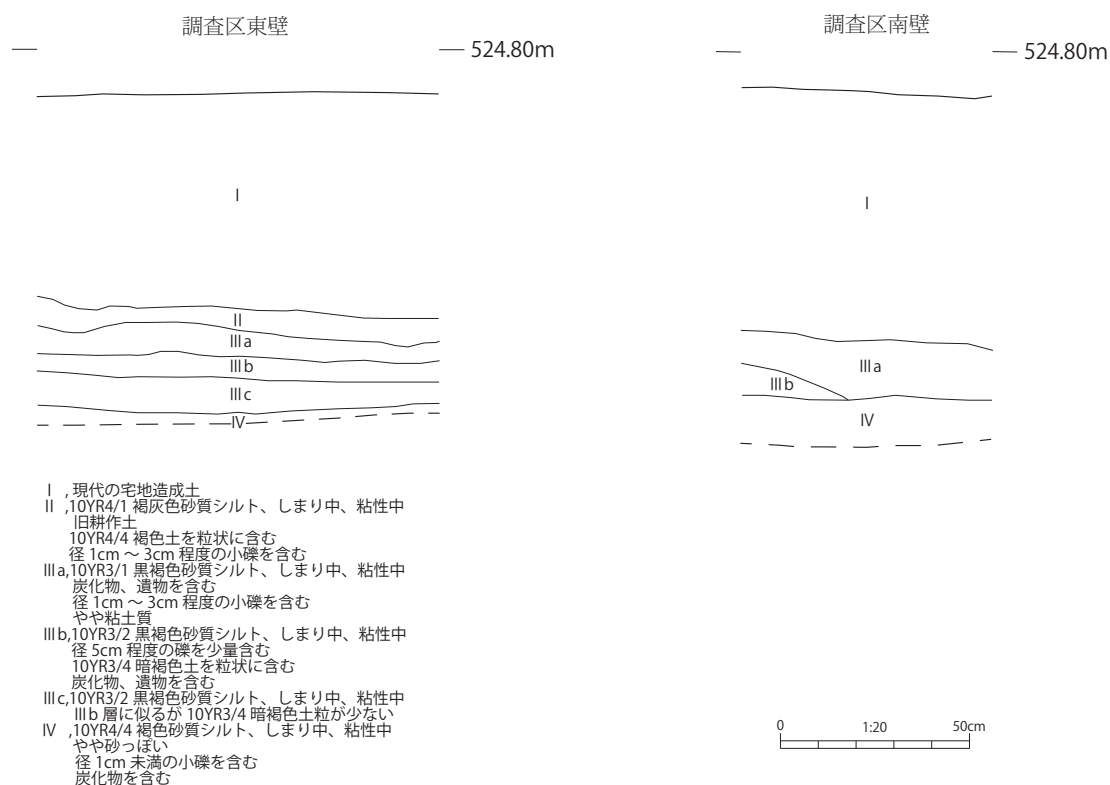 調査区東壁
524.80m
Ⅰ
Ⅱ
Ⅲa
Ⅲb
Ⅲc
Ⅳ
調査区南壁
524.80m
Ⅰ
Ⅲa
Ⅲb
Ⅳ
Ⅰ ,現代の宅地造成土
Ⅱ ,10YR4/1 褐灰色砂質シルト、しまり中、粘性中
旧耕作土
10YR4/4 褐色土を粒状に含む
径 1cm ～ 3cm 程度の小礫を含む
Ⅲa,10YR3/1 黒褐色砂質シルト、しまり中、粘性中
炭化物、遺物を含む
径 1cm ～ 3cm 程度の小礫を含む
やや粘土質
Ⅲb,10YR3/2 黒褐色砂質シルト、しまり中、粘性中
径 5cm 程度の礫を少量含む
10YR3/4 暗褐色土を粒状に含む
炭化物、遺物を含む
Ⅲc,10YR3/2 黒褐色砂質シルト、しまり中、粘性中
Ⅲb 層に似るが 10YR3/4 暗褐色土粒が少ない
Ⅳ ,10YR4/4 褐色砂質シルト、しまり中、粘性中
やや砂っぽい
径 1cm 未満の小礫を含む
炭化物を含む
0 1:20 50cm